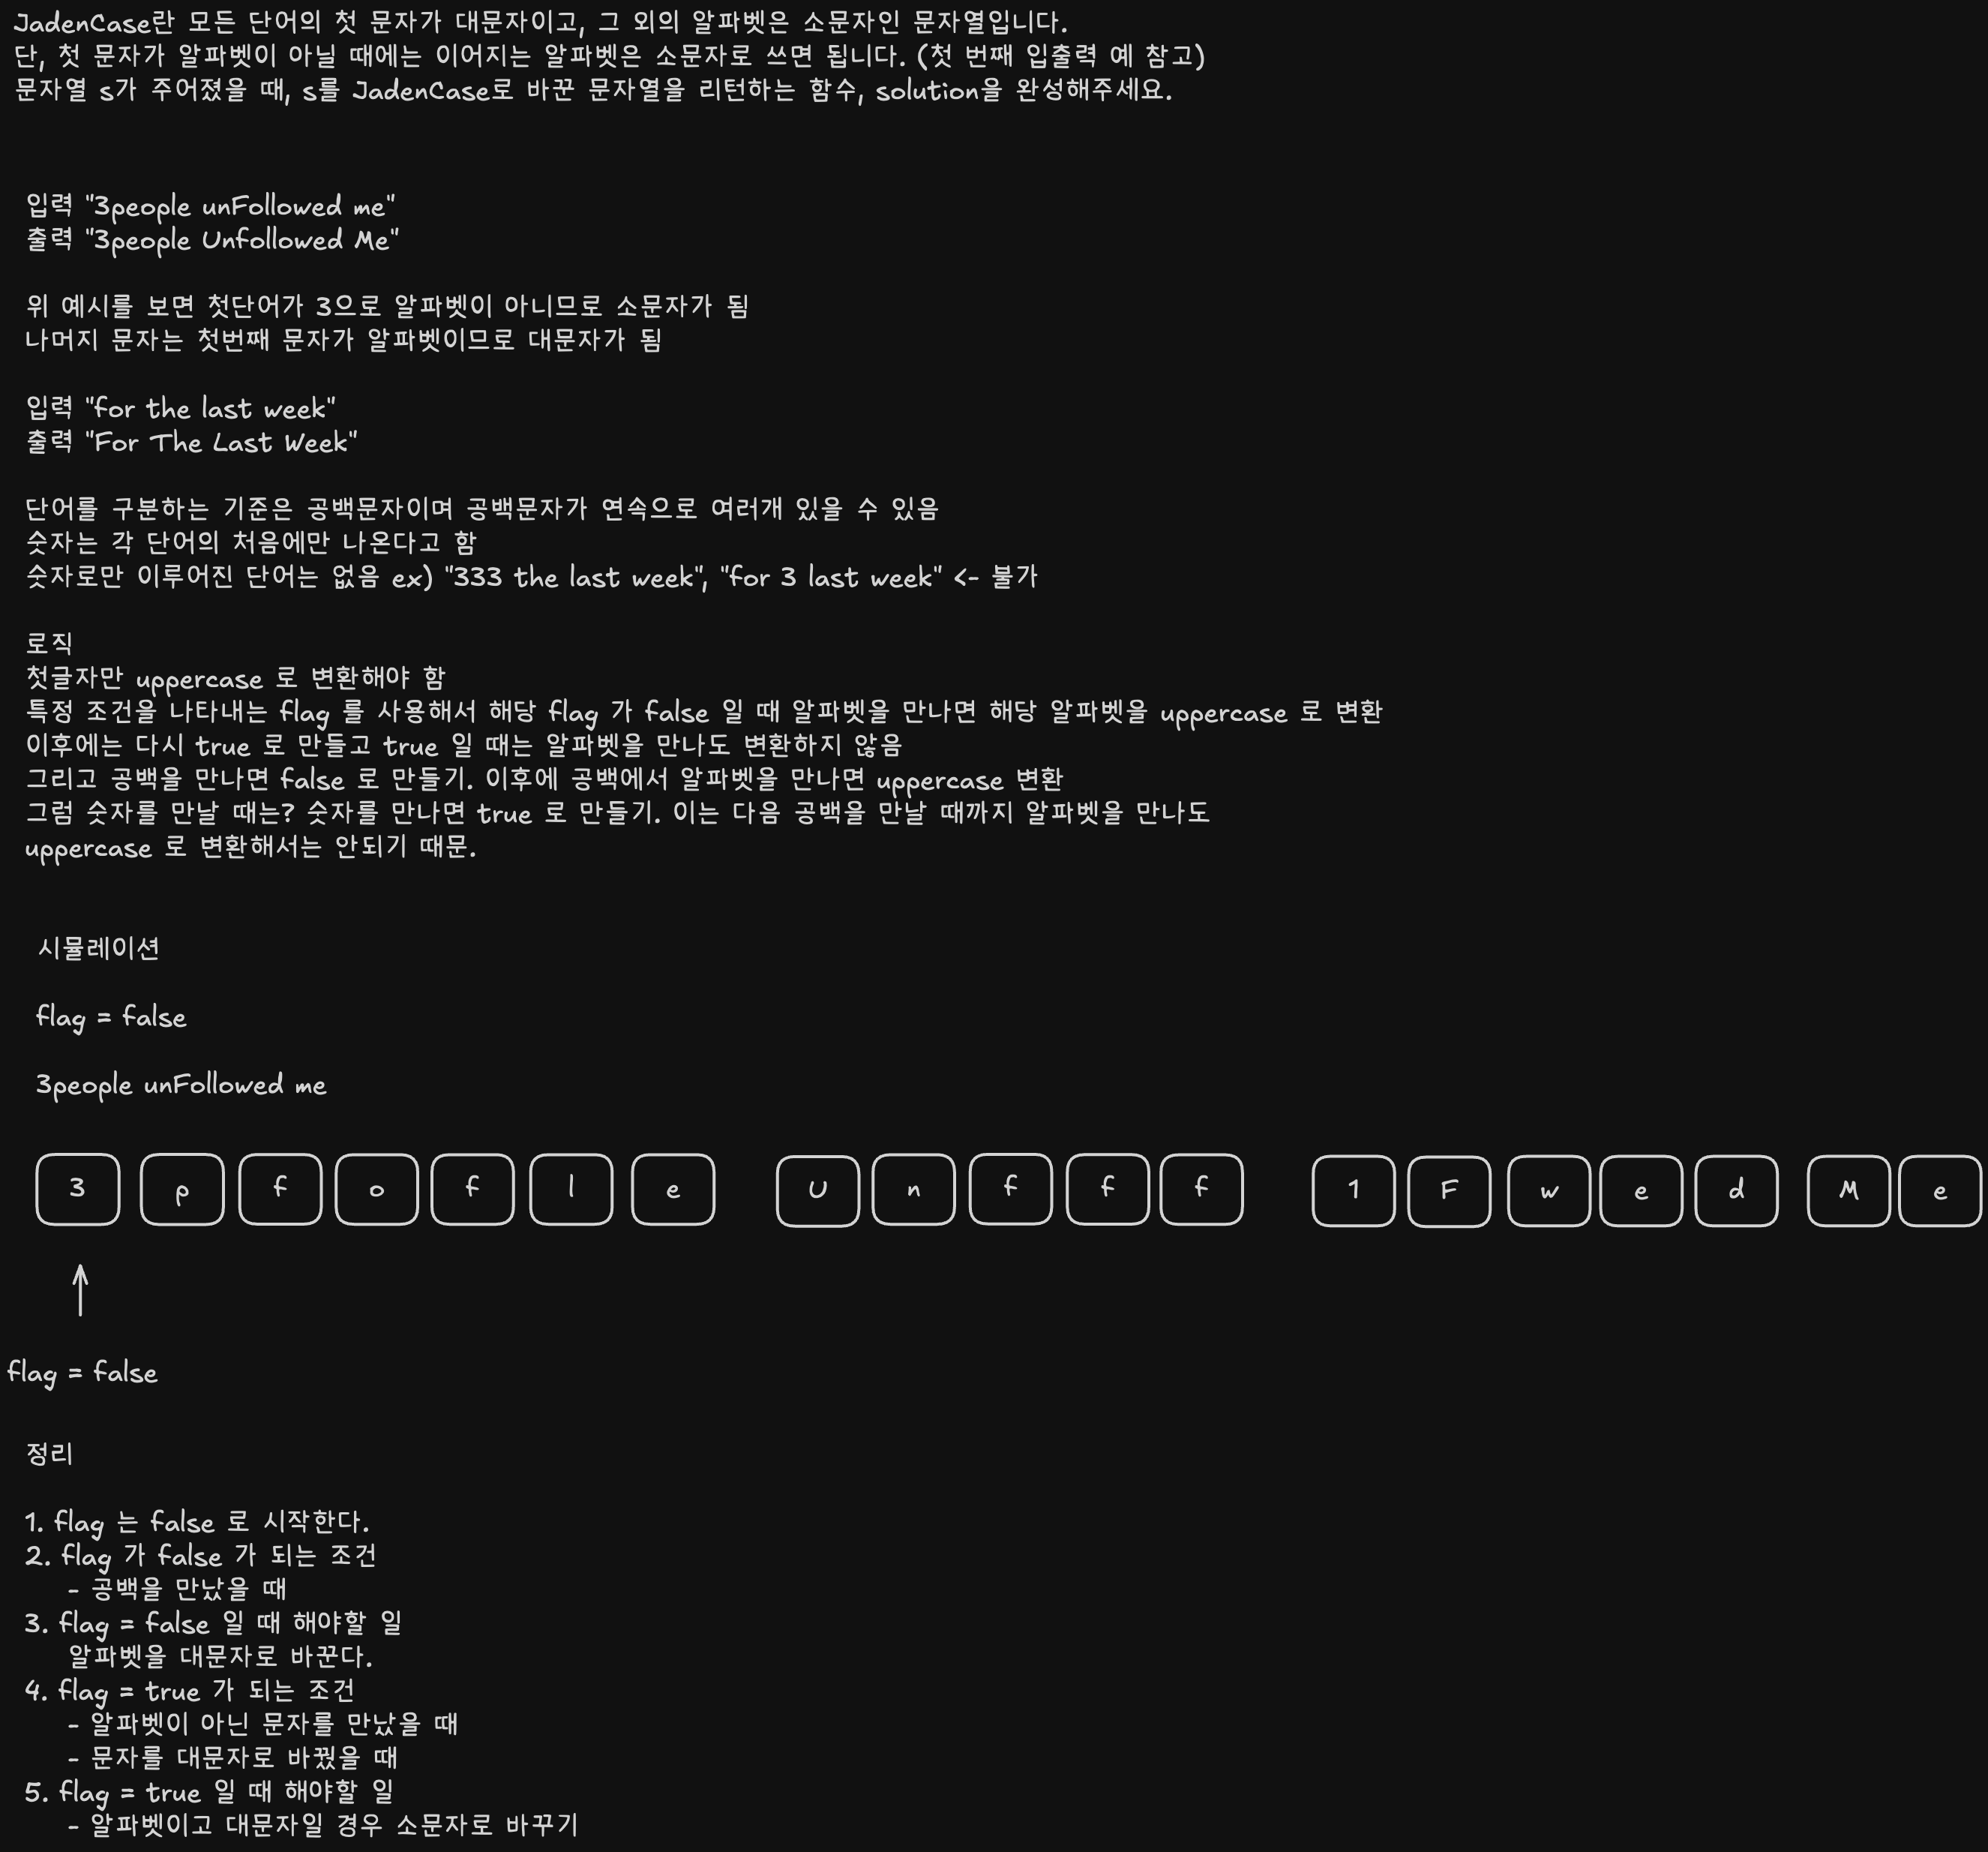 JadenCase란 모든 단어의 첫 문자가 대문자이고, 그 외의 알파벳은 소문자인 문자열입니다.
단, 첫 문자가 알파벳이 아닐 때에는 이어지는 알파벳은 소문자로 쓰면 됩니다. (첫 번째 입출력 예 참고)
문자열 s가 주어졌을 때, s를 JadenCase로 바꾼 문자열을 리턴하는 함수, solution을 완성해주세요.
입력 "3people unFollowed me"
출력 "3people Unfollowed Me"
위 예시를 보면 첫단어가 3으로 알파벳이 아니므로 소문자가 됨
나머지 문자는 첫번째 문자가 알파벳이므로 대문자가 됨
입력 "for the last week"
출력 "For The Last Week"
단어를 구분하는 기준은 공백문자이며 공백문자가 연속으로 여러개 있을 수 있음
숫자는 각 단어의 처음에만 나온다고 함
숫자로만 이루어진 단어는 없음 ex) "333 the last week", "for 3 last week" <- 불가
로직
첫글자만 uppercase 로 변환해야 함
특정 조건을 나타내는 flag 를 사용해서 해당 flag 가 false 일 때 알파벳을 만나면 해당 알파벳을 uppercase 로 변환
이후에는 다시 true 로 만들고 true 일 때는 알파벳을 만나도 변환하지 않음
그리고 공백을 만나면 false 로 만들기. 이후에 공백에서 알파벳을 만나면 uppercase 변환
그럼 숫자를 만날 때는? 숫자를 만나면 true 로 만들기. 이는 다음 공백을 만날 때까지 알파벳을 만나도
uppercase 로 변환해서는 안되기 때문.
시뮬레이션
flag = false
3people unFollowed me
3 p f o f l e U n f f f 1 F w e d M e
flag = false
정리
1. flag 는 false 로 시작한다.
2. flag 가 false 가 되는 조건
- 공백을 만났을 때
3. flag = false 일 때 해야할 일
알파벳을 대문자로 바꾼다.
4. flag = true 가 되는 조건
- 알파벳이 아닌 문자를 만났을 때
- 문자를 대문자로 바꿨을 때
5. flag = true 일 때 해야할 일
- 알파벳이고 대문자일 경우 소문자로 바꾸기